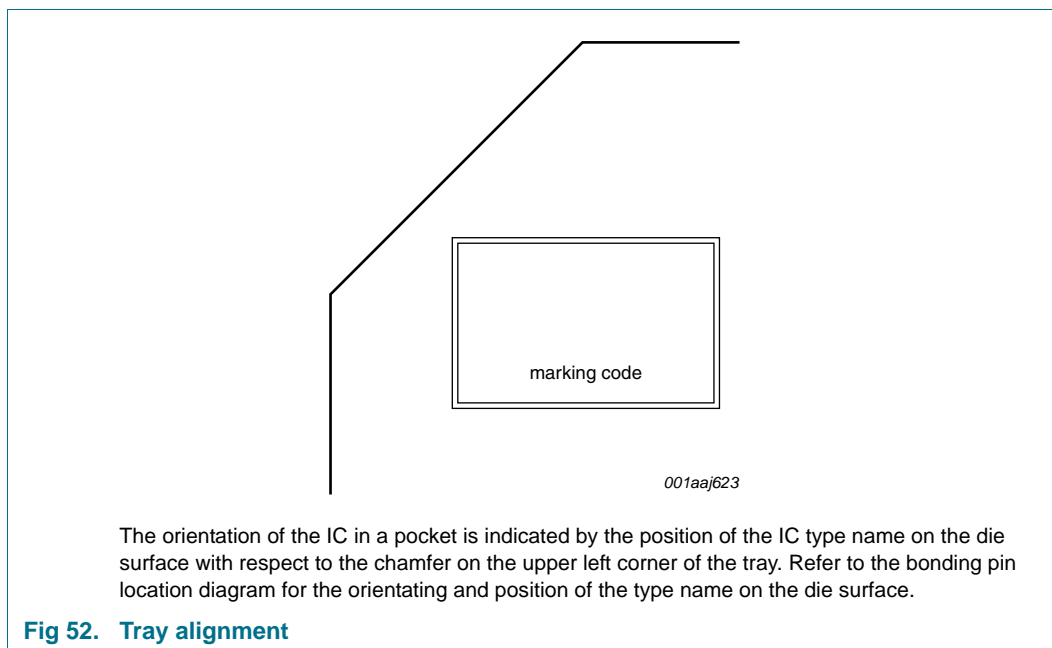 marking code
001aaj623
The orientation of the IC in a pocket is indicated by the position of the IC type name on the die
surface with respect to the chamfer on the upper left corner of the tray. Refer to the bonding pin
location diagram for the orientating and position of the type name on the die surface.
Fig 52. Tray alignment